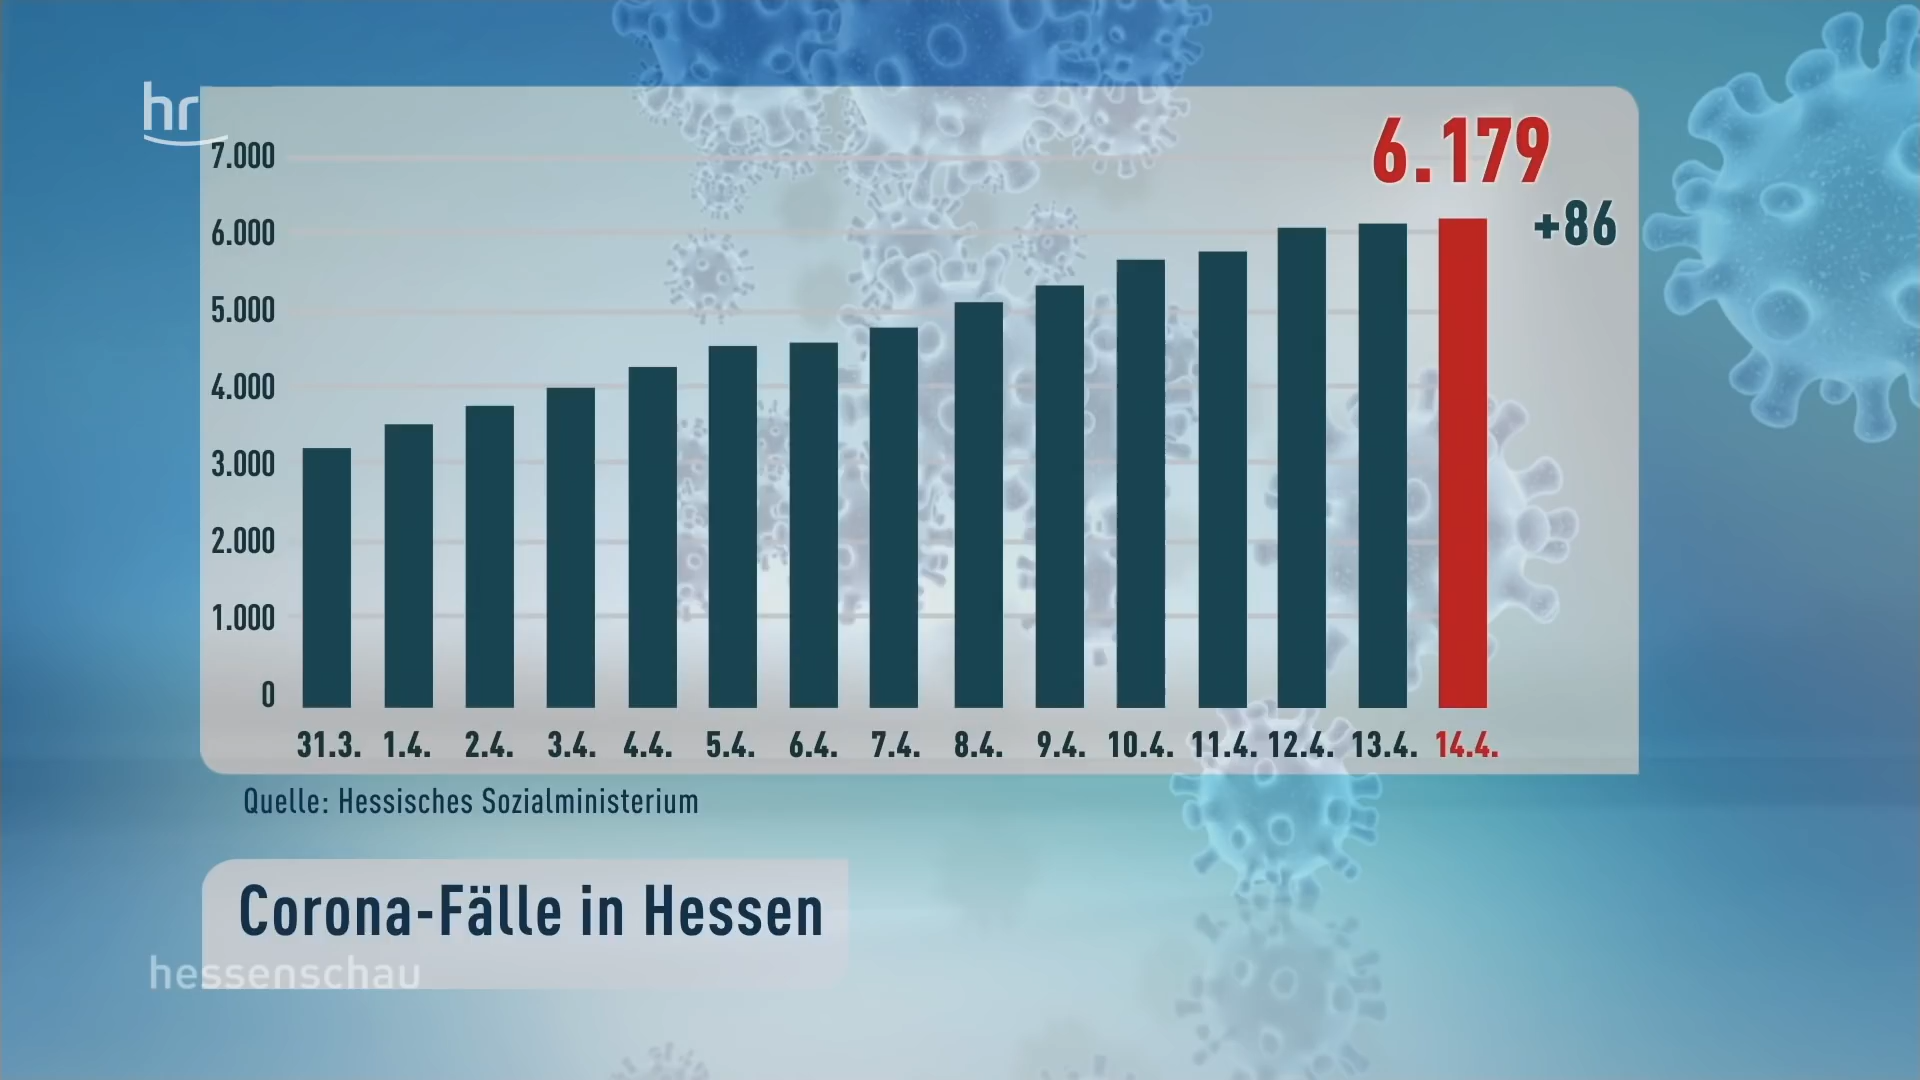 hr
7.000
6.179
+86
6.000
5.000
4.000
3.000
2.000
1.000
0
31.3. 1.4. 2.4. 3.4. 4.4. 5.4. 6.4. 7.4. 8.4. 9.4. 10.4. 11.4. 12.4. 13.4. 14.4.
Quelle: Hessisches Sozialministerium
Corona-Fälle in Hessen
hessenschau